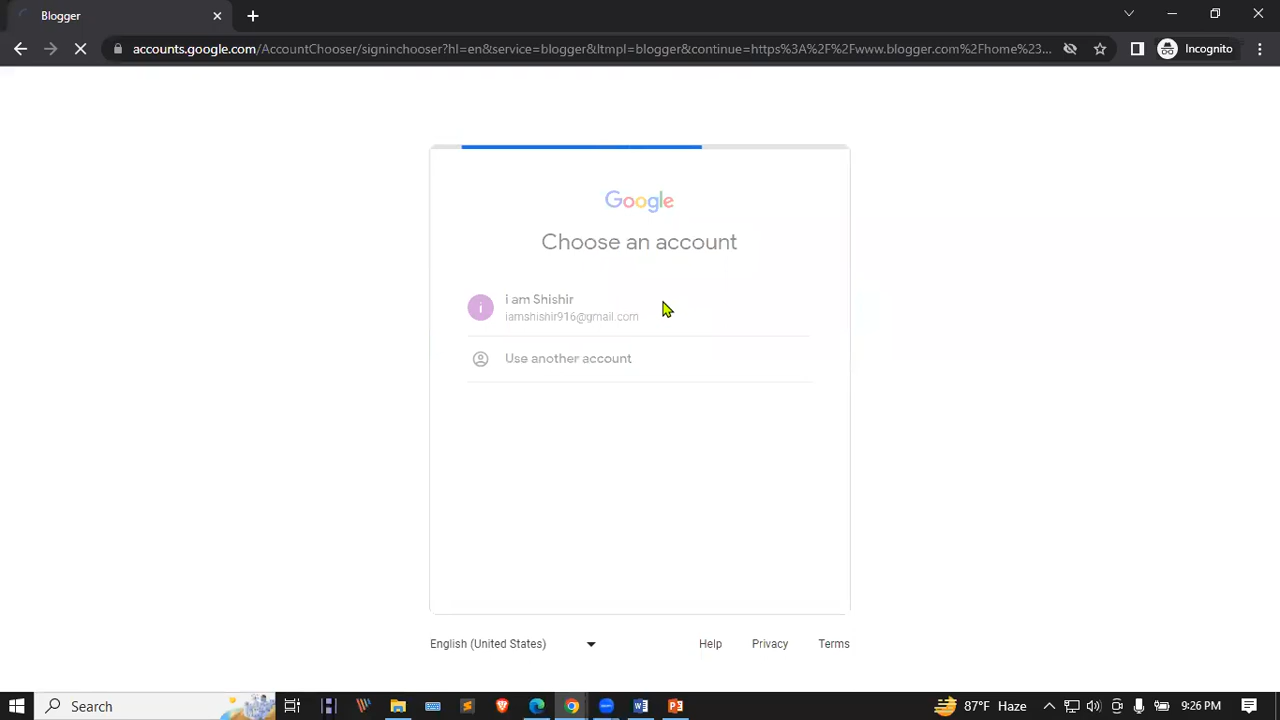 Blogger
accounts.google.com/AccountChooser/signinchooser?hl=en&service=blogger&ltmpl=blogger&continue=https%3A%2F%2Fwww.blogger.com%2Fhome%23...
Incognito
Google
Choose an account
i
i am Shishir
iamshishir916@gmail.com
Use another account
English (United States)
Help
Privacy
Terms
Search
87°F Haze
9:26 PM